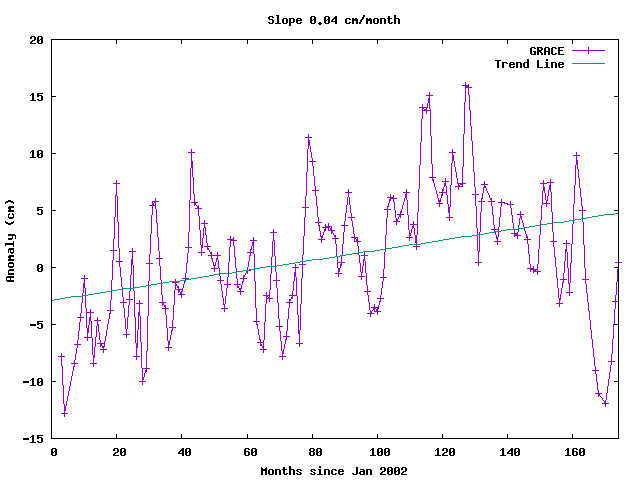 Slope 0.04 cm/month
GRACE
Trend Line
20
15
10
5
0
-5
-10
-15
Anomaly (cm)
0 20 40 60 80 100 120 140 160
Months since Jan 2002